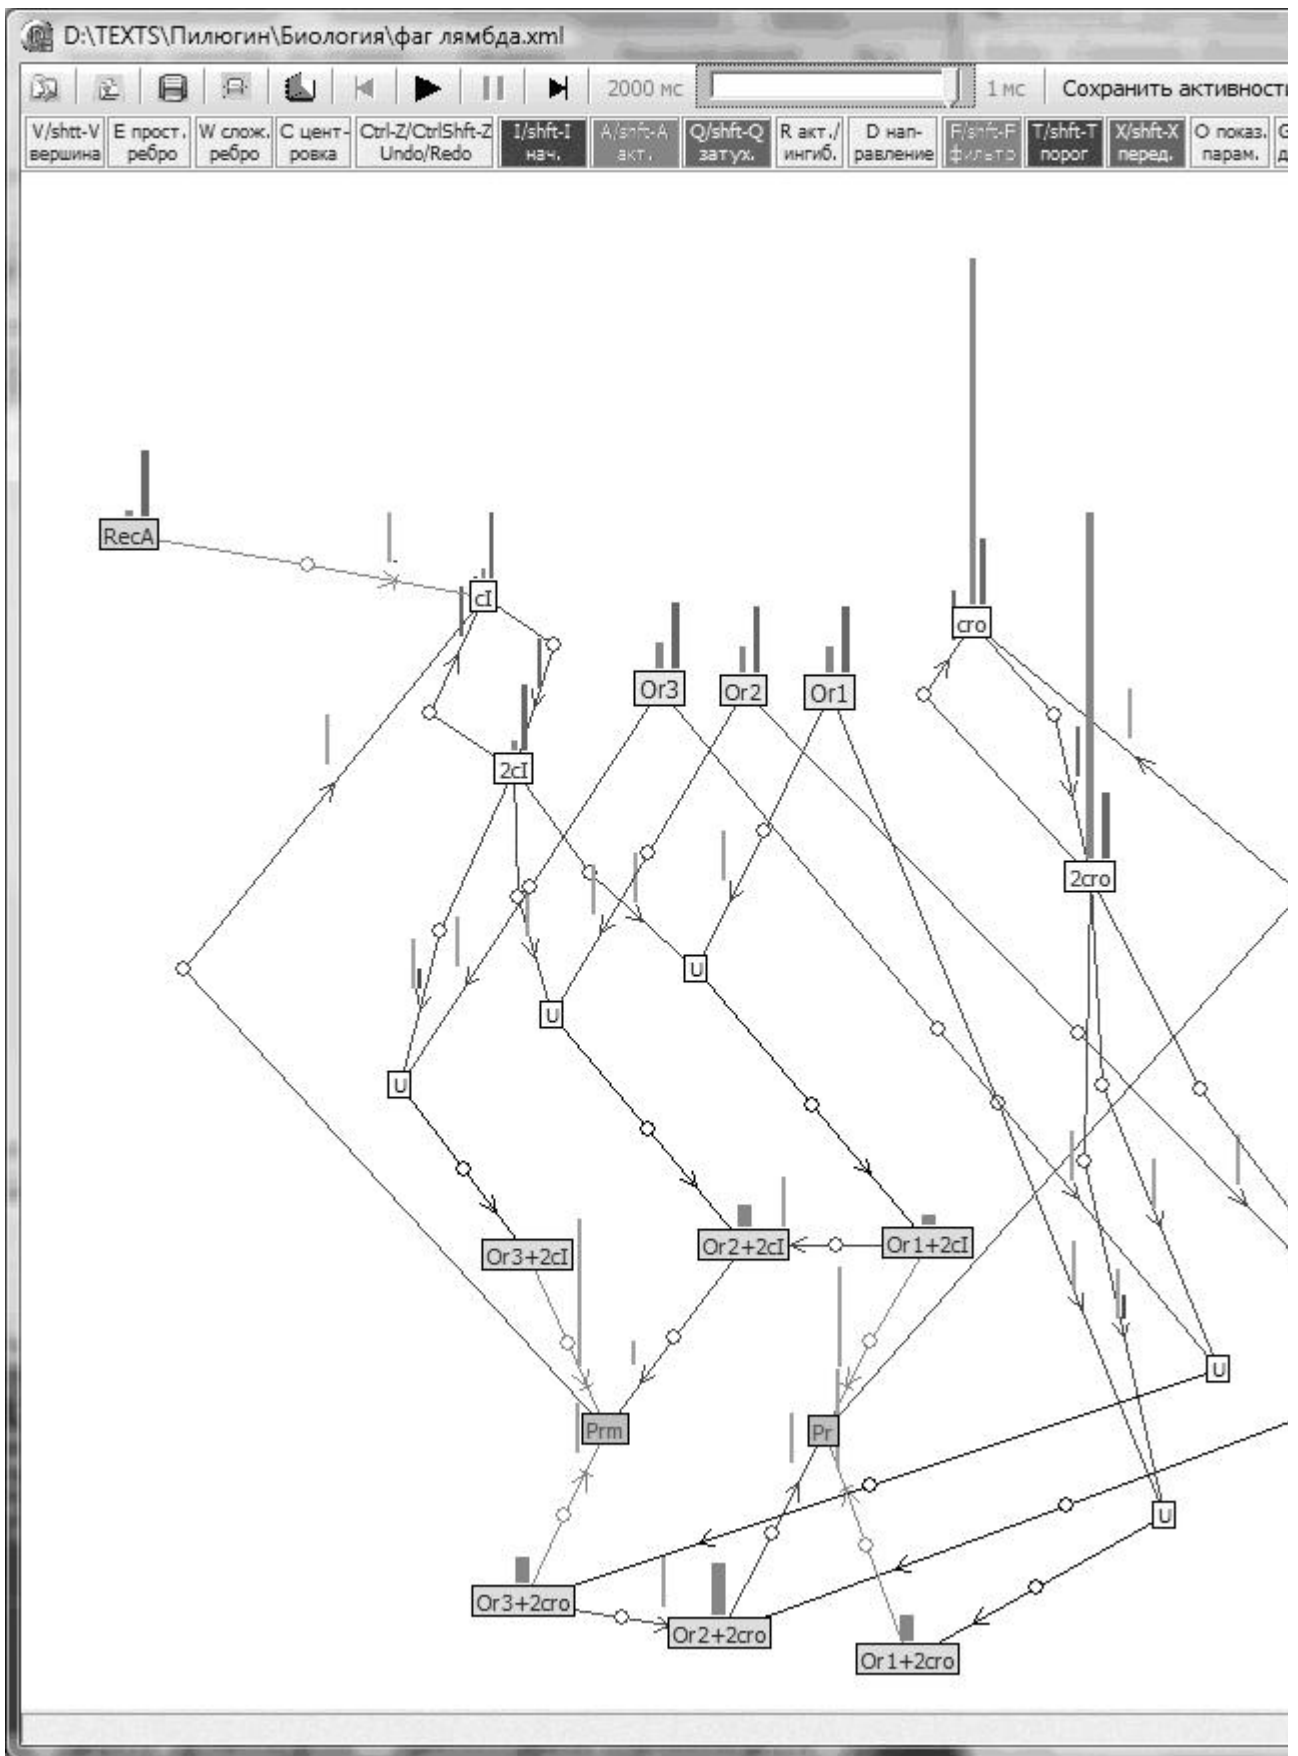 D:\TEXTS\Пилюгин\Биология\фаг лямбда.xml
2000 мс 1 мс Сохранить активності
V/shtt-V вершина
E прост. ребро
W слож. ребро
C цент-ровка
Ctrl-Z/CtrlShft-Z Undo/Redo
I/shft-I нач.
A/shft-A акт.
Q/shft-Q затух.
R акт./ ингиб.
D нап-равление
F/shft-F фильтр
T/shft-T порог
X/shft-X перед.
O показ. парам.
RecA
cI
cro
Or3 Or2 Or1
2cI
2cro
U
U
U
Or3+2cI Or2+2cI Or1+2cI
U
Prm Pr
U
Or3+2cro
Or2+2cro
Or1+2cro